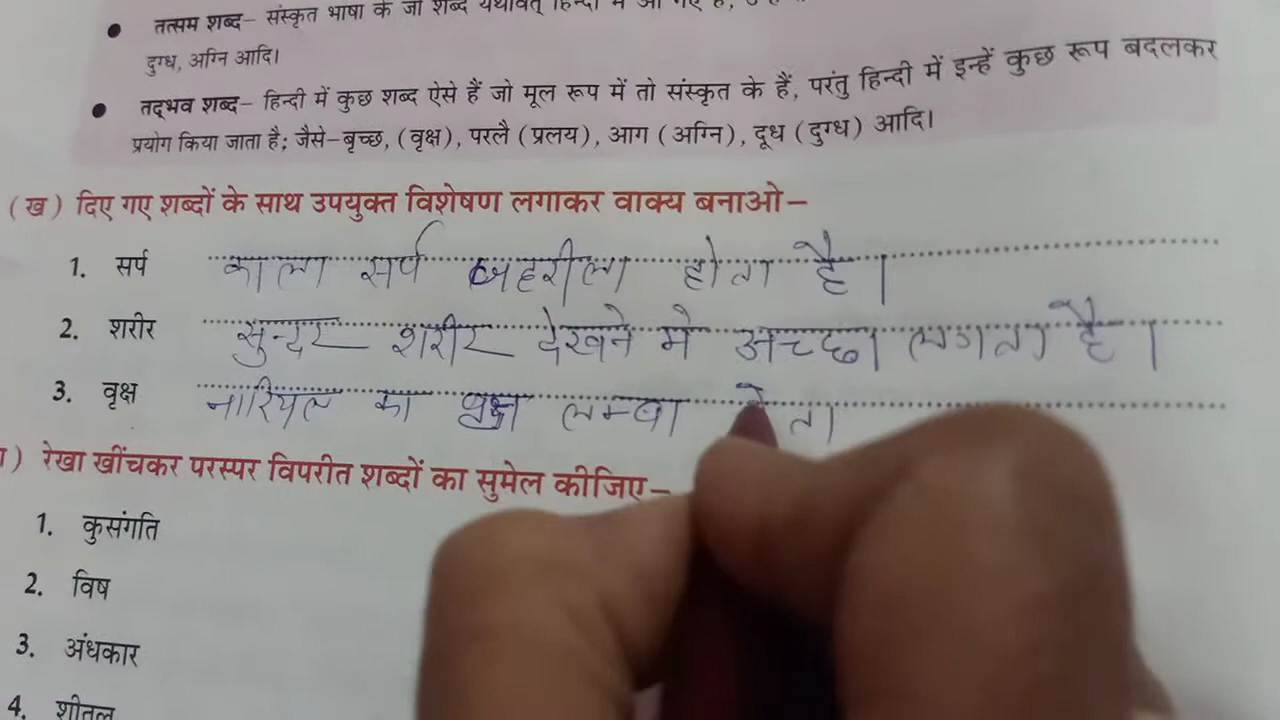 तत्सम शब्द– संस्कृत भाषा के जो शब्द यथावत् हिन्दी में आ गए हैं,
दुग्ध, अग्नि आदि।
तद्भव शब्द– हिन्दी में कुछ शब्द ऐसे हैं जो मूल रूप में तो संस्कृत के हैं, परंतु हिन्दी में इन्हें कुछ रूप बदलकर
प्रयोग किया जाता है; जैसे–बृच्छ, (वृक्ष), परलै (प्रलय), आग (अग्नि), दूध (दुग्ध) आदि।
(ख) दिए गए शब्दों के साथ उपयुक्त विशेषण लगाकर वाक्य बनाओ–
1. सर्प काला सर्प जहरीला होता है।
2. शरीर सुन्दर शरीर देखने मे अच्छा लगता है।
3. वृक्ष नारियल का वृक्ष लम्बा
) रेखा खींचकर परस्पर विपरीत शब्दों का सुमेल कीजिए–
1. कुसंगति
2. विष
3. अंधकार
4. शीतल